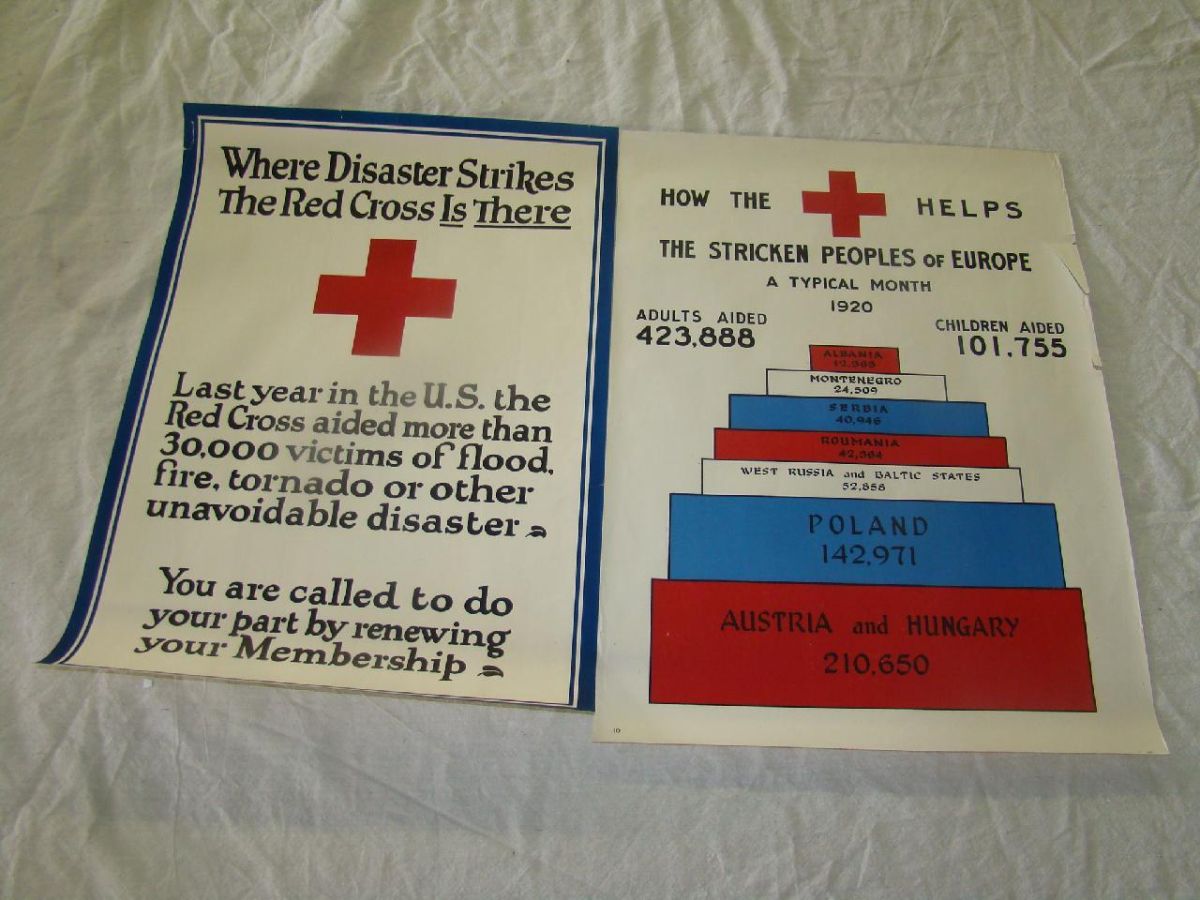 Where Disaster Strikes
The Red Cross Is There
Last year in the U.S. the
Red Cross aided more than
30,000 victims of flood,
fire, tornado or other
unavoidable disaster
You are called to do
your part by renewing
your Membership
HOW THE HELPS
THE STRICKEN PEOPLES OF EUROPE
A TYPICAL MONTH
1920
ADULTS AIDED
423,888
CHILDREN AIDED
101,755
ALBANIA
MONTENEGRO
24,509
SERBIA
40,946
ROUMANIA
WEST RUSSIA and BALTIC STATES
POLAND
142,971
AUSTRIA and HUNGARY
210,650
10